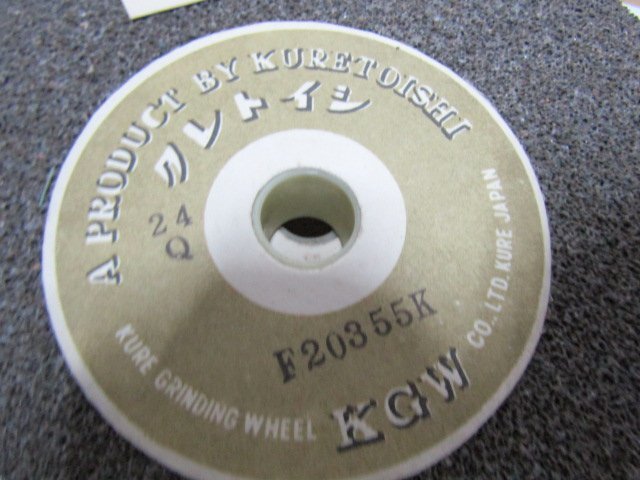 A PRODUCT BY KURETOISHI
クレトイシ
24
Q
F20355K
KURE GRINDING WHEEL
KGW
CO., LTD. KURE JAPAN